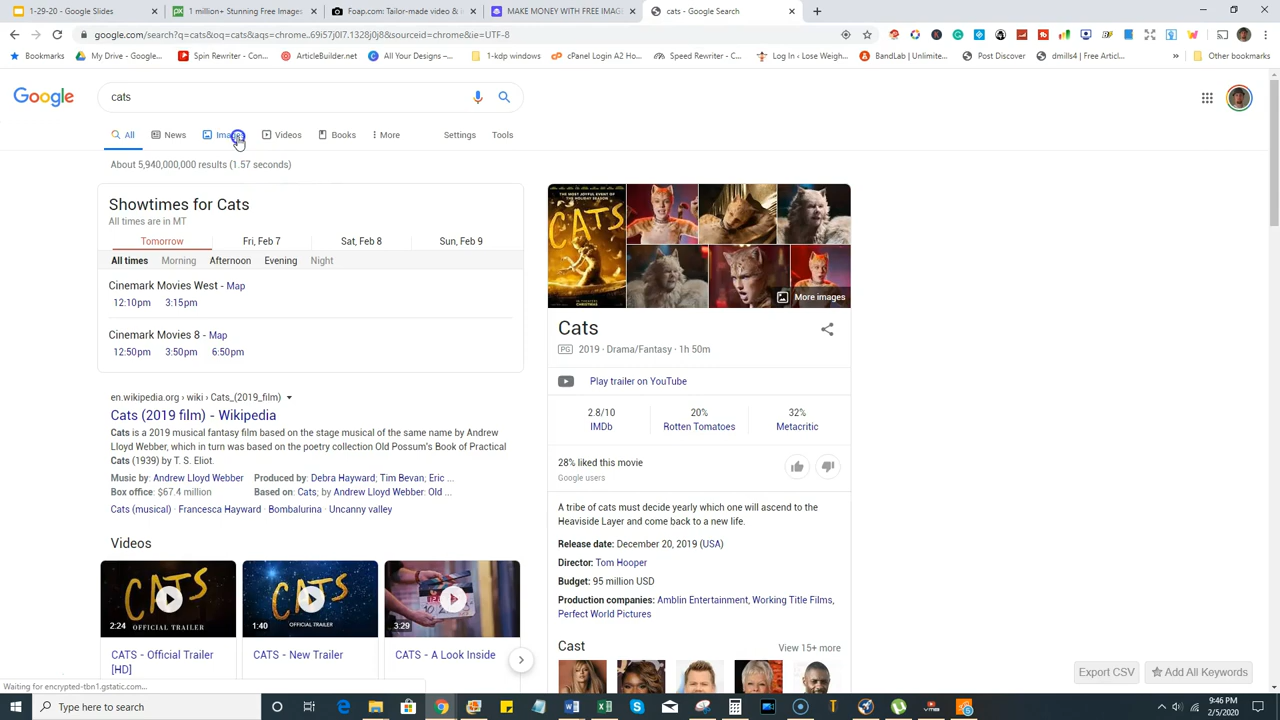 1-29-20 - Google Slides
1 million+ Stunning Free Images
Foap.com: Tailor-made video &
MAKE MONEY WITH FREE IMAGE
cats - Google Search
google.com/search?q=cats&oq=cats&aqs=chrome..69i57j0l7.1328j0j8&sourceid=chrome&ie=UTF-8
Bookmarks
My Drive - Google...
Spin Rewriter - Con...
ArticleBuilder.net
All Your Designs –...
1-kdp windows
cPanel Login A2 Ho...
Speed Rewriter -...
Log In ‹ Lose Weigh...
BandLab | Unlimite...
Post Discover
dmills4 | Free Articl...
»
Other bookmarks
Google
cats
All
News
Images
Videos
Books
More
Settings
Tools
About 5,940,000,000 results (1.57 seconds)
Showtimes for Cats
All times are in MT
Tomorrow
Fri, Feb 7
Sat, Feb 8
Sun, Feb 9
All times
Morning
Afternoon
Evening
Night
Cinemark Movies West - Map
12:10pm 3:15pm
Cinemark Movies 8 - Map
12:50pm 3:50pm 6:50pm
en.wikipedia.org › wiki › Cats_(2019_film)
Cats (2019 film) - Wikipedia
Cats is a 2019 musical fantasy film based on the stage musical of the same name by Andrew
Lloyd Webber, which in turn was based on the poetry collection Old Possum's Book of Practical
Cats (1939) by T. S. Eliot.
Music by: Andrew Lloyd Webber Produced by: Debra Hayward; Tim Bevan; Eric ...
Box office: $67.4 million Based on: Cats; by Andrew Lloyd Webber: Old ...
Cats (musical) · Francesca Hayward · Bombalurina · Uncanny valley
Videos
CATS
OFFICIAL TRAILER
2:24
CATS
OFFICIAL TRAILER
1:40
3:29
CATS - Official Trailer
[HD]
CATS - New Trailer
CATS - A Look Inside
THE MOST JOYFUL EVENT OF
THE HOLIDAY SEASON
CATS
More images
Cats
PG 2019 · Drama/Fantasy · 1h 50m
Play trailer on YouTube
2.8/10
IMDb
20%
Rotten Tomatoes
32%
Metacritic
28% liked this movie
Google users
A tribe of cats must decide yearly which one will ascend to the
Heaviside Layer and come back to a new life.
Release date: December 20, 2019 (USA)
Director: Tom Hooper
Budget: 95 million USD
Production companies: Amblin Entertainment, Working Title Films,
Perfect World Pictures
Cast
View 15+ more
Export CSV
Add All Keywords
Waiting for encrypted-tbn1.gstatic.com...
Type here to search
9:46 PM
2/5/2020